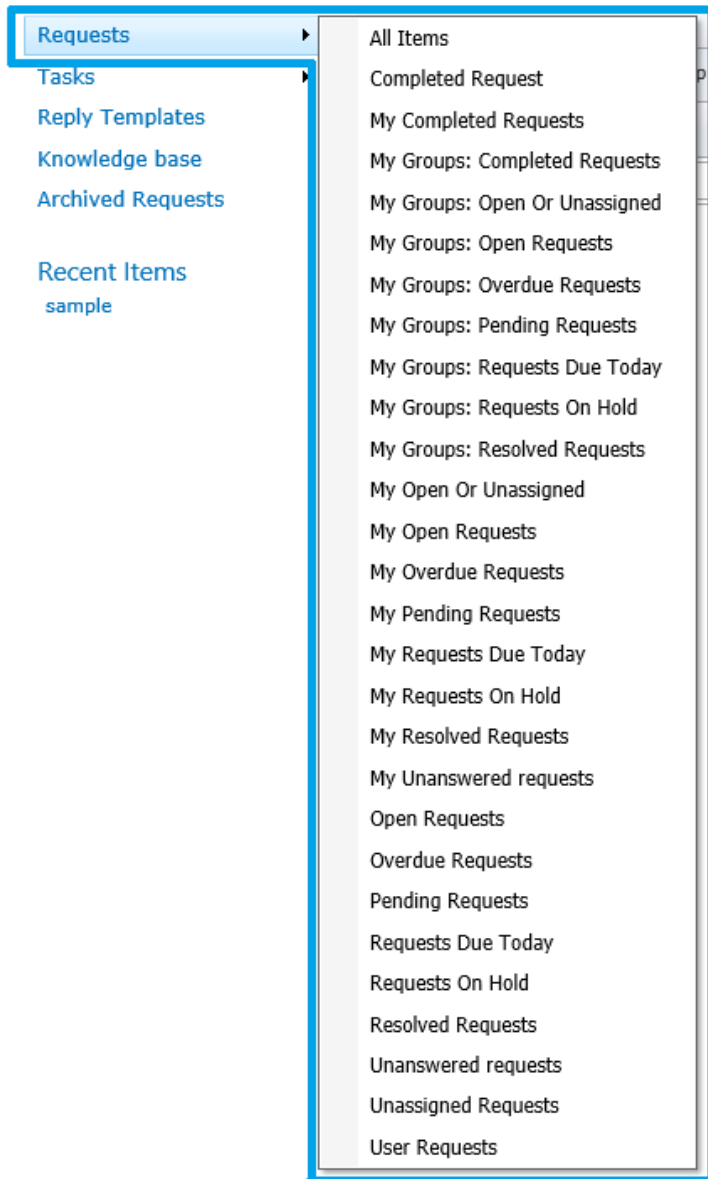 Requests
Tasks
Reply Templates
Knowledge base
Archived Requests
Recent Items
sample
All Items
Completed Request
My Completed Requests
My Groups: Completed Requests
My Groups: Open Or Unassigned
My Groups: Open Requests
My Groups: Overdue Requests
My Groups: Pending Requests
My Groups: Requests Due Today
My Groups: Requests On Hold
My Groups: Resolved Requests
My Open Or Unassigned
My Open Requests
My Overdue Requests
My Pending Requests
My Requests Due Today
My Requests On Hold
My Resolved Requests
My Unanswered requests
Open Requests
Overdue Requests
Pending Requests
Requests Due Today
Requests On Hold
Resolved Requests
Unanswered requests
Unassigned Requests
User Requests